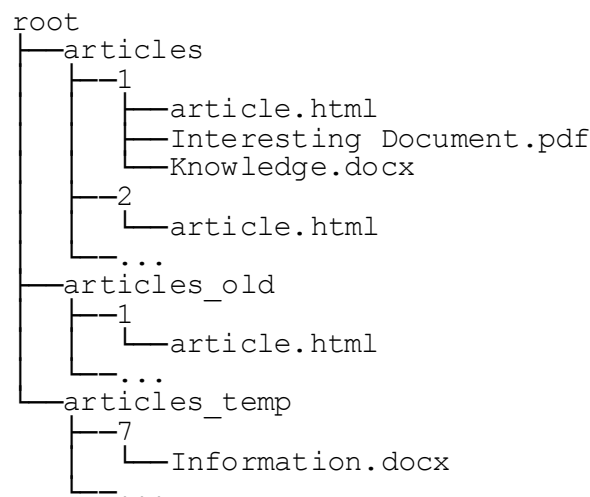 root
articles
1
article.html
Interesting Document.pdf
Knowledge.docx
2
article.html
...
articles_old
1
article.html
...
articles_temp
7
Information.docx
...